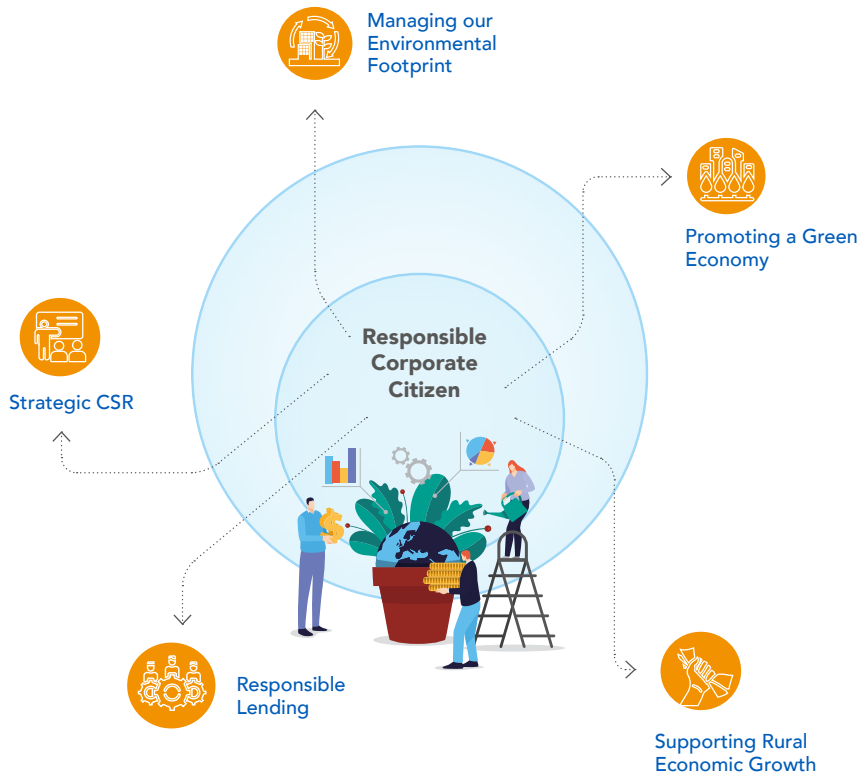 Managing our
Environmental
Footprint
Promoting a Green
Economy
Responsible
Corporate
Citizen
Strategic CSR
Responsible
Lending
Supporting Rural
Economic Growth